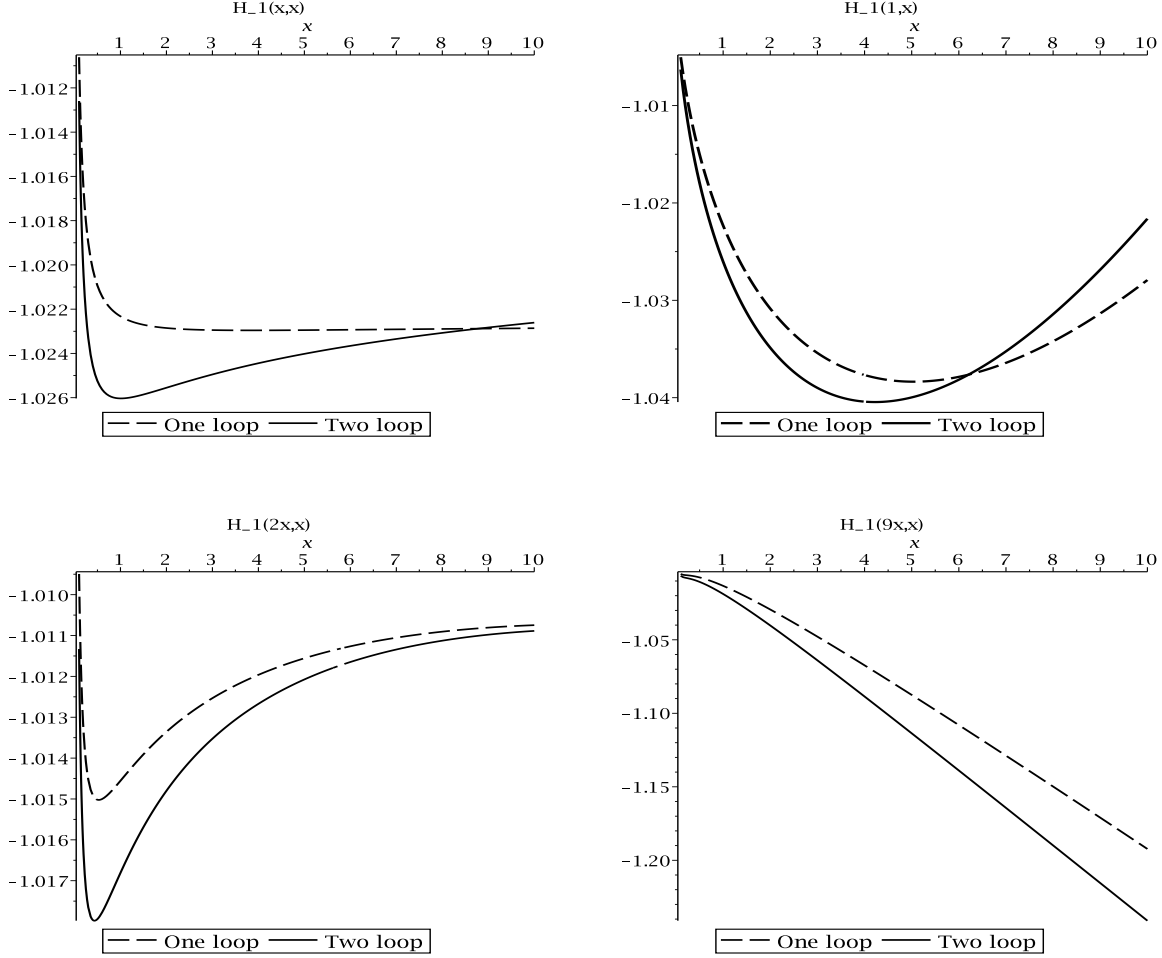 H_1(x,x)
x
1 2 3 4 5 6 7 8 9 10
-1.012
-1.014
-1.016
-1.018
-1.020
-1.022
-1.024
-1.026
One loop Two loop
H_1(1,x)
x
1 2 3 4 5 6 7 8 9 10
-1.01
-1.02
-1.03
-1.04
One loop Two loop
H_1(2x,x)
x
1 2 3 4 5 6 7 8 9 10
-1.010
-1.011
-1.012
-1.013
-1.014
-1.015
-1.016
-1.017
One loop Two loop
H_1(9x,x)
x
1 2 3 4 5 6 7 8 9 10
-1.05
-1.10
-1.15
-1.20
One loop Two loop